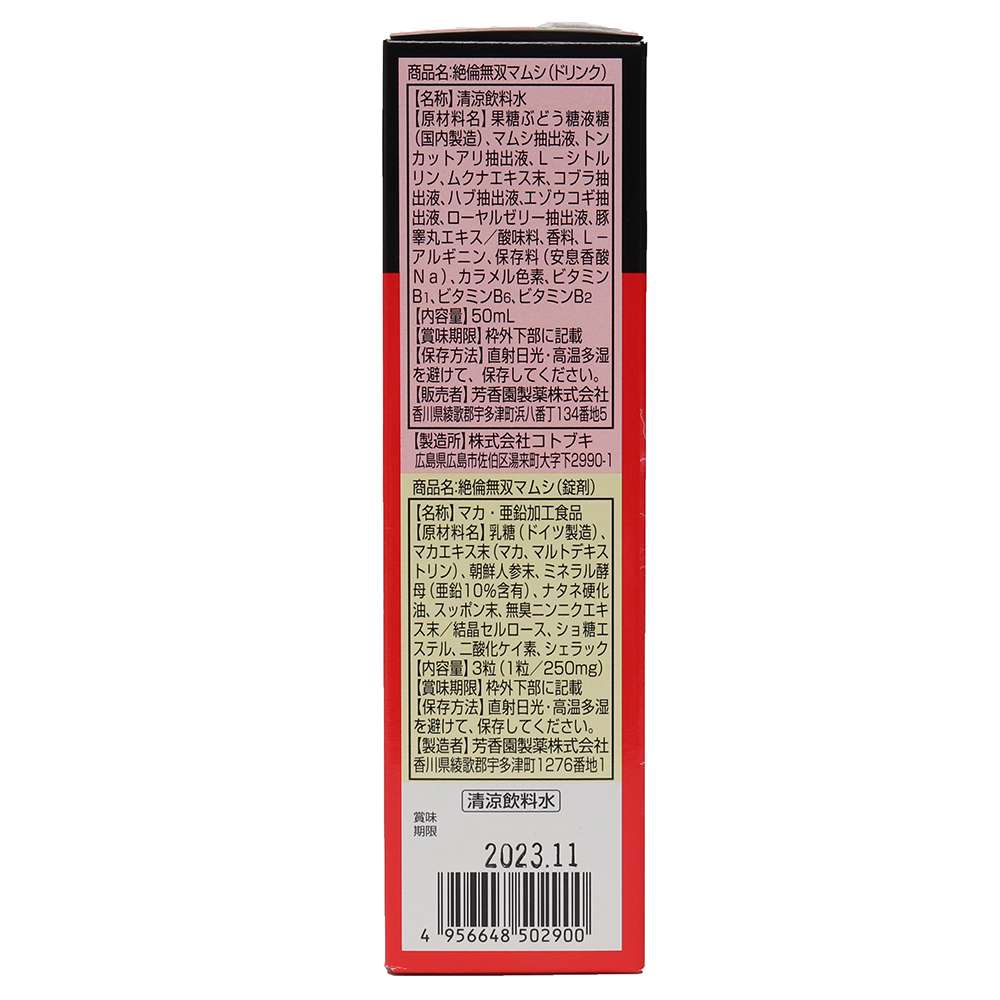 商品名:絶倫無双マムシ(ドリンク)
【名称】清涼飲料水
【原材料名】果糖ぶどう糖液糖
(国内製造)、マムシ抽出液、トン
カットアリ抽出液、L－シトル
リン、ムクナエキス末、コブラ抽
出液、ハブ抽出液、エゾウコギ抽
出液、ローヤルゼリー抽出液、豚
睾丸エキス／酸味料、香料、L－
アルギニン、保存料(安息香酸
Na)、カラメル色素、ビタミン
B1、ビタミンB6、ビタミンB2
【内容量】50mL
【賞味期限】枠外下部に記載
【保存方法】直射日光・高温多湿
を避けて、保存してください。
【販売者】芳香園製薬株式会社
香川県綾歌郡宇多津町浜八番丁134番地5
【製造所】株式会社コトブキ
広島県広島市佐伯区湯来町大字下2990-1
商品名:絶倫無双マムシ(錠剤)
【名称】マカ・亜鉛加工食品
【原材料名】乳糖(ドイツ製造)、
マカエキス末(マカ、マルトデキス
トリン)、朝鮮人参末、ミネラル酵
母(亜鉛10%含有)、ナタネ硬化
油、スッポン末、無臭ニンニクエキ
ス末／結晶セルロース、ショ糖エ
ステル、二酸化ケイ素、シェラック
【内容量】3粒(1粒／250mg)
【賞味期限】枠外下部に記載
【保存方法】直射日光・高温多湿
を避けて、保存してください。
【製造者】芳香園製薬株式会社
香川県綾歌郡宇多津町1276番地1
清涼飲料水
賞味
期限
2023.11
4 956648 502900